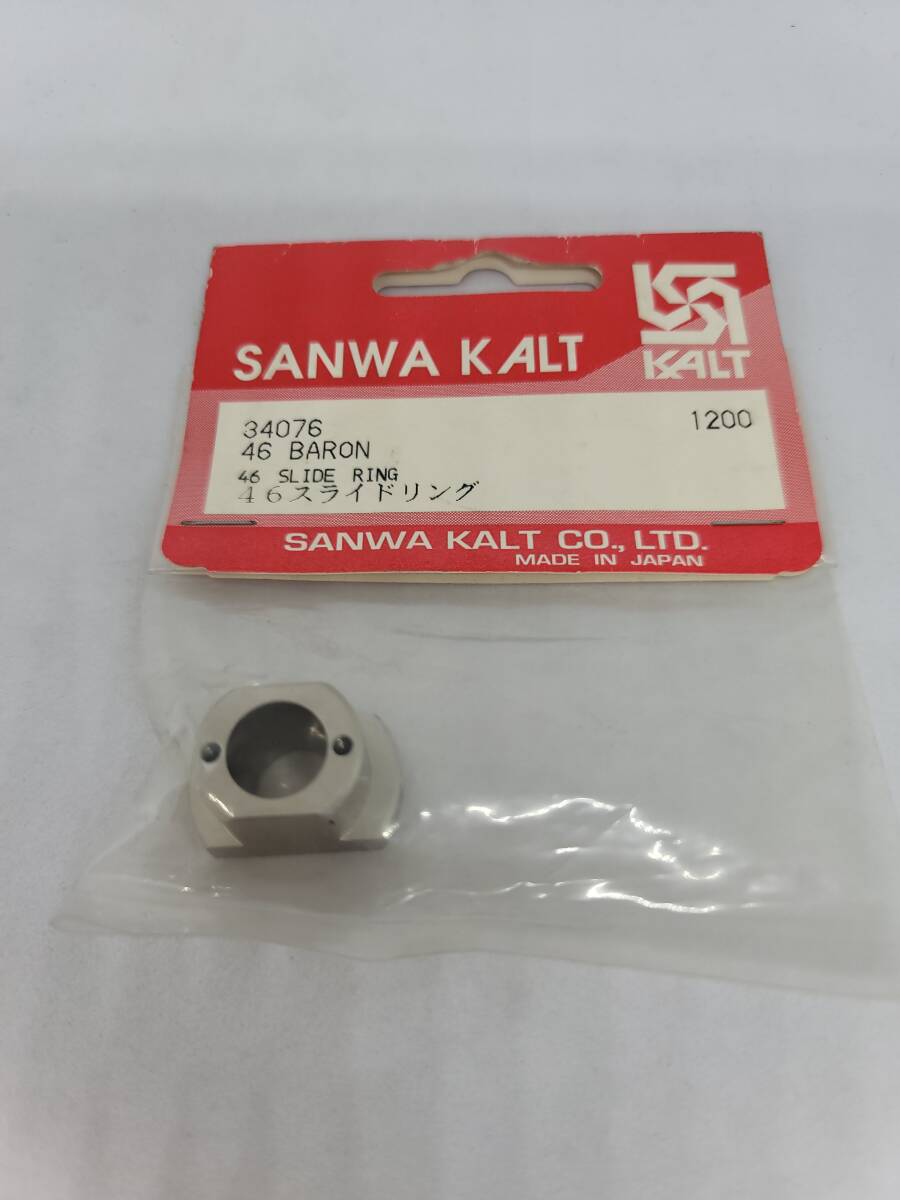 SANWA KALT
KALT
34076
1200
46 BARON
46 SLIDE RING
46スライドリング
SANWA KALT CO., LTD.
MADE IN JAPAN